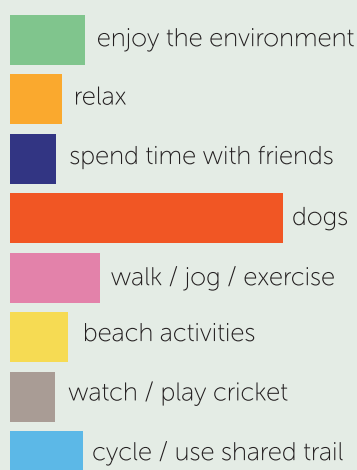 enjoy the environment
relax
spend time with friends
dogs
walk / jog / exercise
beach activities
watch / play cricket
cycle / use shared trail